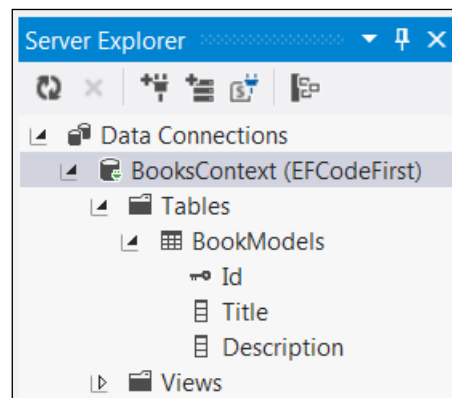 Server Explorer
Data Connections
BooksContext (EFCodeFirst)
Tables
BookModels
Id
Title
Description
Views